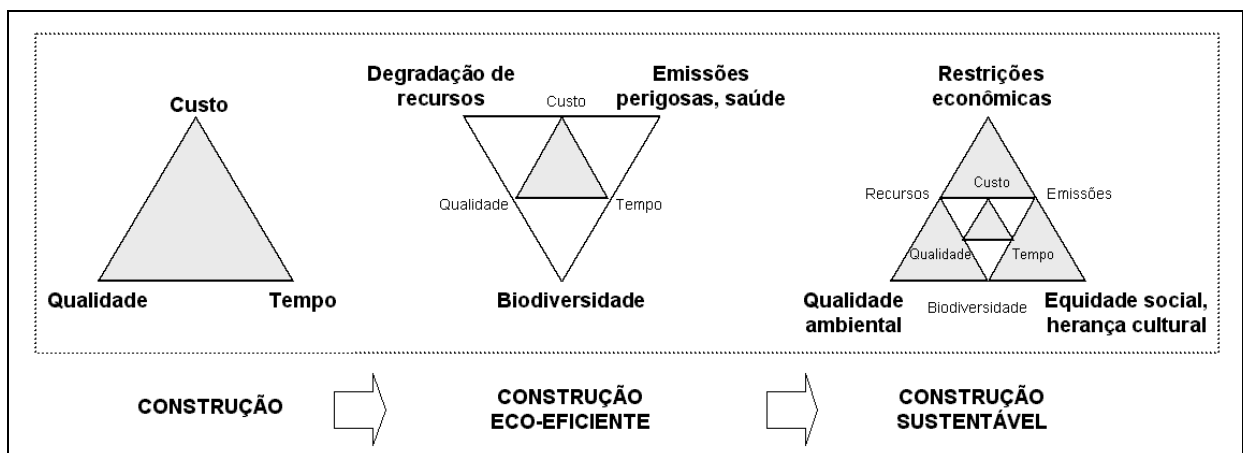 Custo
Qualidade
Tempo
Degradação de
recursos
Emissões
perigosas, saúde
Custo
Qualidade
Tempo
Biodiversidade
Restrições
econômicas
Recursos
Custo
Emissões
Qualidade
Tempo
Qualidade
ambiental
Biodiversidade
Equidade social,
herança cultural
CONSTRUÇÃO
CONSTRUÇÃO
ECO-EFICIENTE
CONSTRUÇÃO
SUSTENTÁVEL